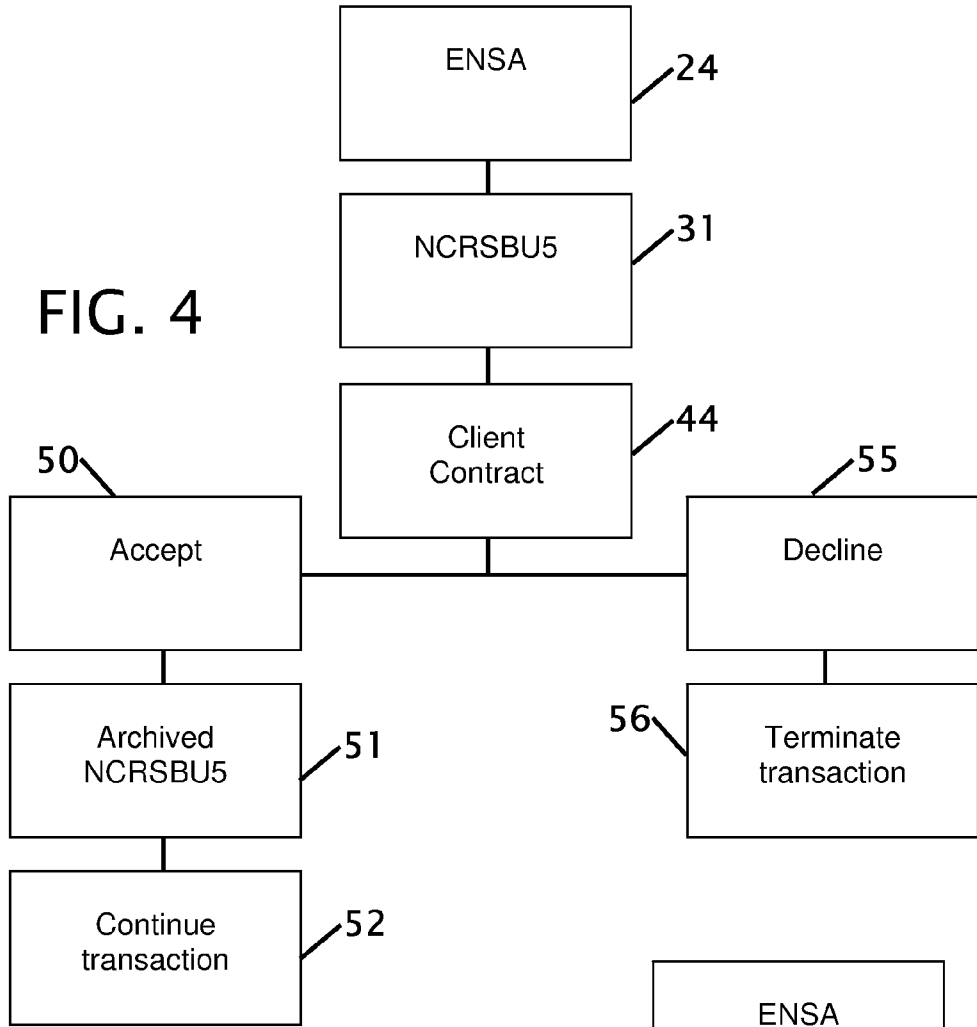 ENSA
24
NCRSBU5
31
FIG. 4
Client
Contract
44
50
Accept
55
Decline
Archived
NCRSBU5
51
56
Terminate
transaction
Continue
transaction
52
ENSA